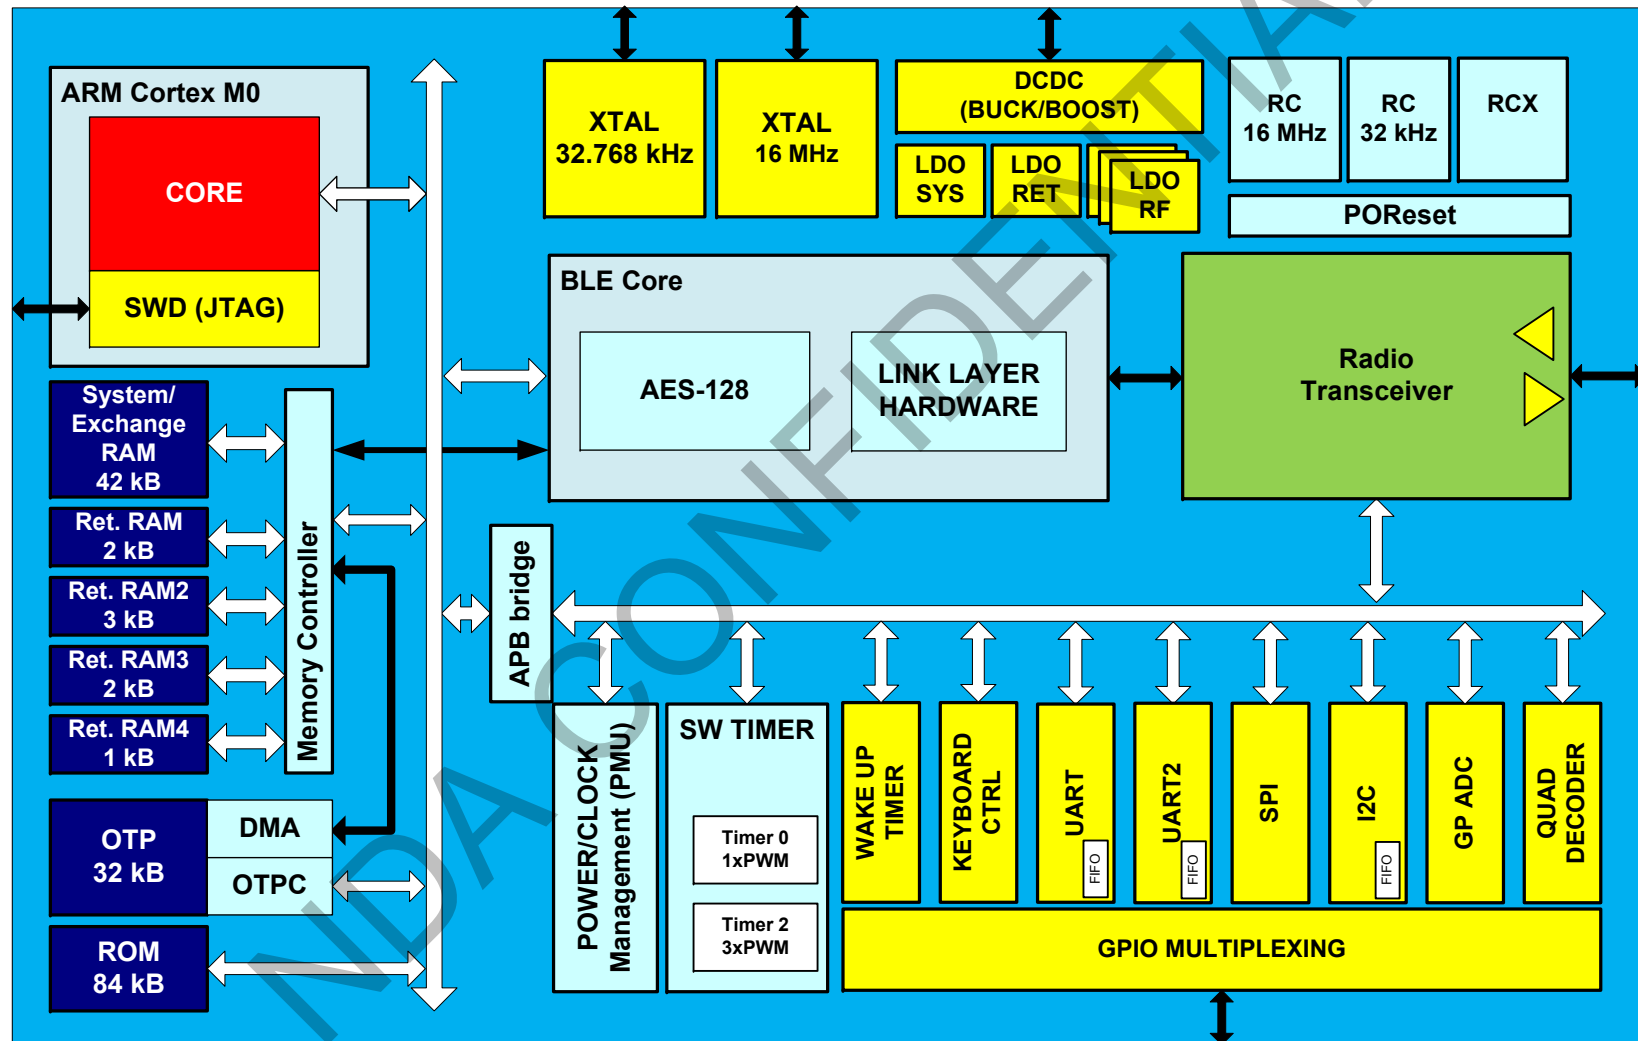 ARM Cortex M0
CORE
SWD (JTAG)
XTAL
32.768 kHz
XTAL
16 MHz
DCDC
(BUCK/BOOST)
LDO
SYS
LDO
RET
LDO
RF
RC
16 MHz
RC
32 kHz
RCX
POReset
BLE Core
AES-128
LINK LAYER
HARDWARE
Radio
Transceiver
System/
Exchange
RAM
42 kB
Ret. RAM
2 kB
Ret. RAM2
3 kB
Ret. RAM3
2 kB
Ret. RAM4
1 kB
Memory Controller
OTP
32 kB
DMA
OTPC
ROM
84 kB
APB bridge
POWER/CLOCK
Management (PMU)
SW TIMER
Timer 0
1xPWM
Timer 2
3xPWM
WAKE UP
TIMER
KEYBOARD
CTRL
UART
FIFO
UART2
FIFO
SPI
I2C
FIFO
GP ADC
QUAD
DECODER
GPIO MULTIPLEXING
NDA CONFIDENTIAL